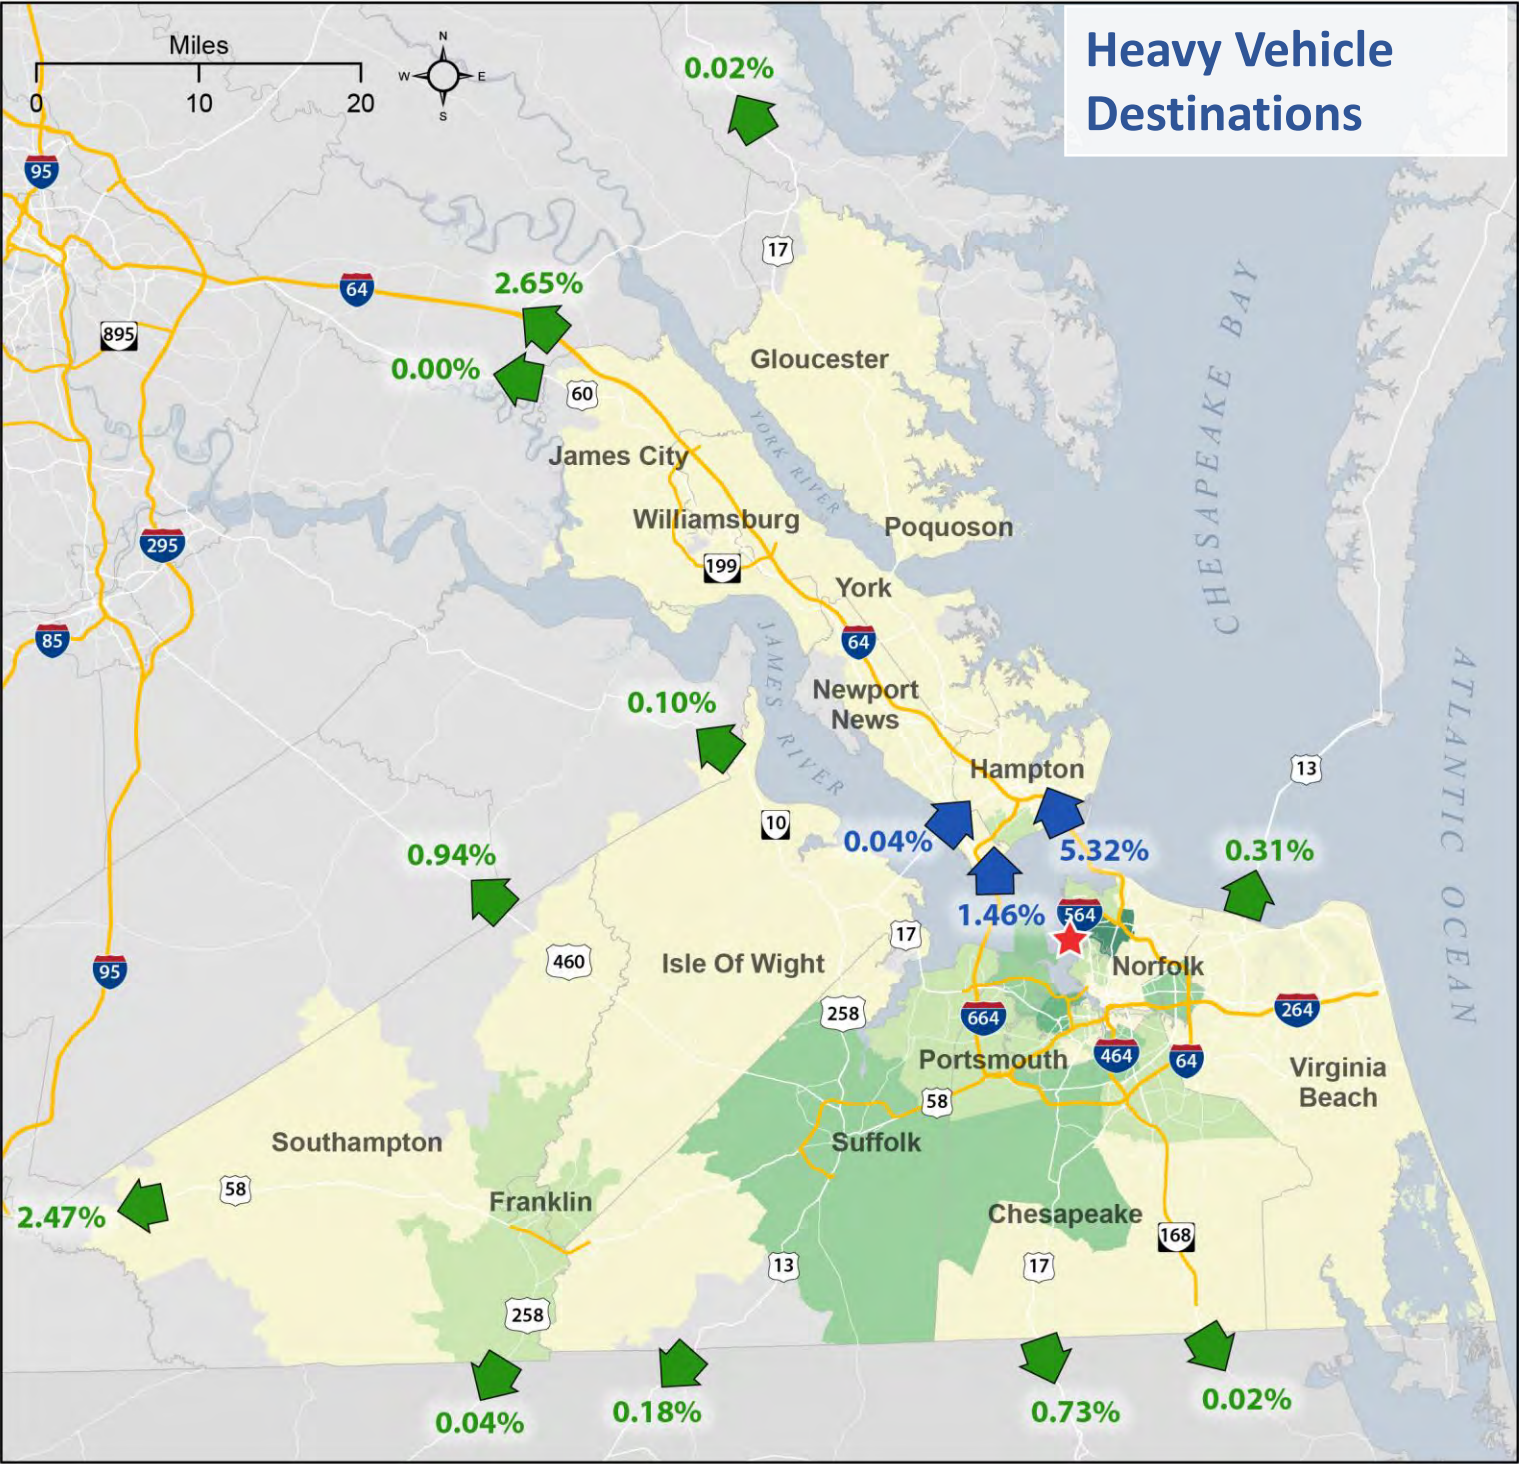 Heavy Vehicle
Destinations
Miles
0 10 20
N
W E
S
0.02%
95
17
2.65%
64
895
0.00%
60
Gloucester
CHESAPEAKE BAY
YORK RIVER
James City
Williamsburg
Poquoson
295
199
York
85
64
JAMES RIVER
ATLANTIC OCEAN
Newport
News
0.10%
Hampton
13
10
0.04%
5.32%
0.31%
0.94%
1.46%
564
17
460
Isle Of Wight
Norfolk
95
258
664
264
464
64
Portsmouth
Virginia
Beach
58
Southampton
Suffolk
58
Franklin
2.47%
Chesapeake
168
13
17
258
0.04%
0.18%
0.73%
0.02%